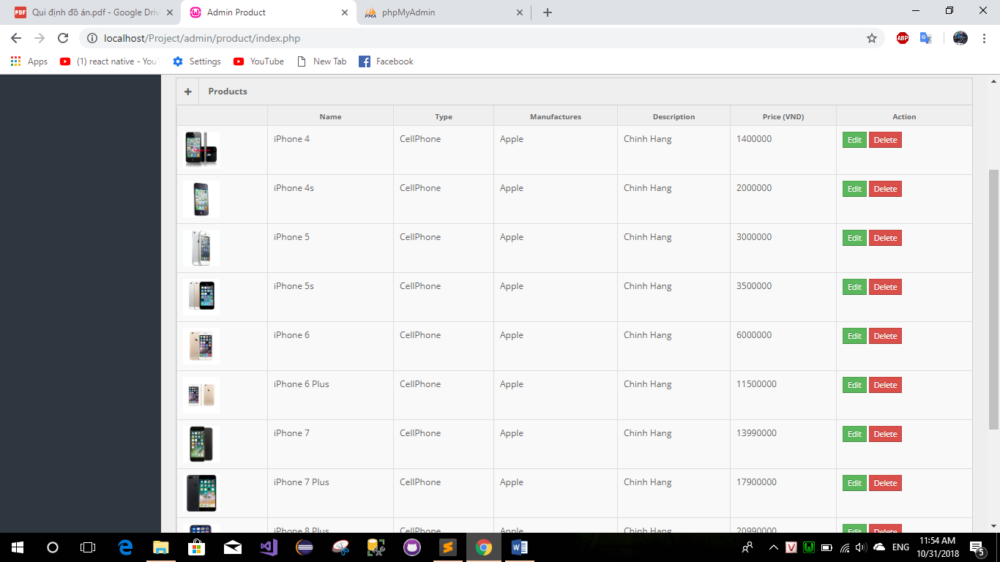 Qui định đồ án.pdf - Google Driv
Admin Product
phpMyAdmin
localhost/Project/admin/product/index.php
ABP
Apps
(1) react native - YouT
Settings
YouTube
New Tab
Facebook
Products
Name Type Manufactures Description Price (VND) Action
iPhone 4 CellPhone Apple Chinh Hang 1400000 Edit Delete
iPhone 4s CellPhone Apple Chinh Hang 2000000 Edit Delete
iPhone 5 CellPhone Apple Chinh Hang 3000000 Edit Delete
iPhone 5s CellPhone Apple Chinh Hang 3500000 Edit Delete
iPhone 6 CellPhone Apple Chinh Hang 6000000 Edit Delete
iPhone 6 Plus CellPhone Apple Chinh Hang 11500000 Edit Delete
iPhone 7 CellPhone Apple Chinh Hang 13990000 Edit Delete
iPhone 7 Plus CellPhone Apple Chinh Hang 17900000 Edit Delete
iPhone 8 Plus CellPhone Apple Chinh Hang 20990000 Edit Delete
ENG
11:54 AM
10/31/2018
5